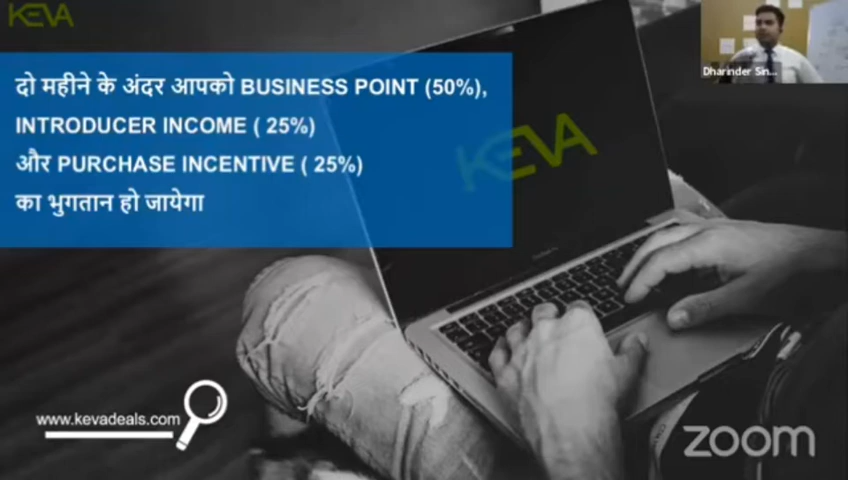 KEVA
दो महीने के अंदर आपको BUSINESS POINT (50%),
INTRODUCER INCOME ( 25%)
और PURCHASE INCENTIVE ( 25%)
का भुगतान हो जायेगा
KEVA
Dharinder Sin...
www.kevadeals.com
zoom